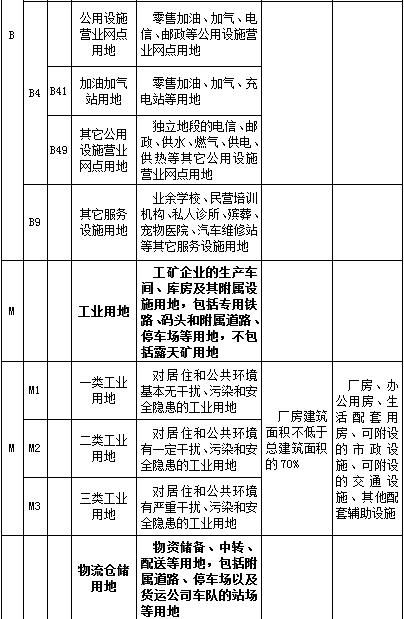 B
公用设施
营业网点
用地
零售加油、加气、电
信、邮政等公用设施营
业网点用地
B4
B41
加油加气
站用地
零售加油、加气、充
电站等用地
B49
其它公用
设施营业
网点用地
独立地段的电信、邮
政、供水、燃气、供电、
供热等其它公用设施
营业网点用地
B9
其它服务
设施用地
业余学校、民营培训
机构、私人诊所、殡葬、
宠物医院、汽车维修站
等其它服务设施用地
M
工业用地
工矿企业的生产车
间、库房及其附属设
施用地，包括专用铁
路、码头和附属道路、
停车场等用地，不包
括露天矿用地
M
M1
一类工业
用地
对居住和公共环境
基本无干扰、污染和安
全隐患的工业用地
M2
二类工业
用地
对居住和公共环境
有一定干扰、污染和安
全隐患的工业用地
M3
三类工业
用地
对居住和公共环境
有严重干扰、污染和安
全隐患的工业用地
厂房建筑
面积不低于
总建筑面积
的70%
厂房、办
公用房、生
活配套用
房、可附设
的市政设
施、可附设
的交通设
施、其他配
套辅助设施
物流仓储
用地
物资储备、中转、
配送等用地，包括附
属道路、停车场以及
货运公司车队的站场
等用地